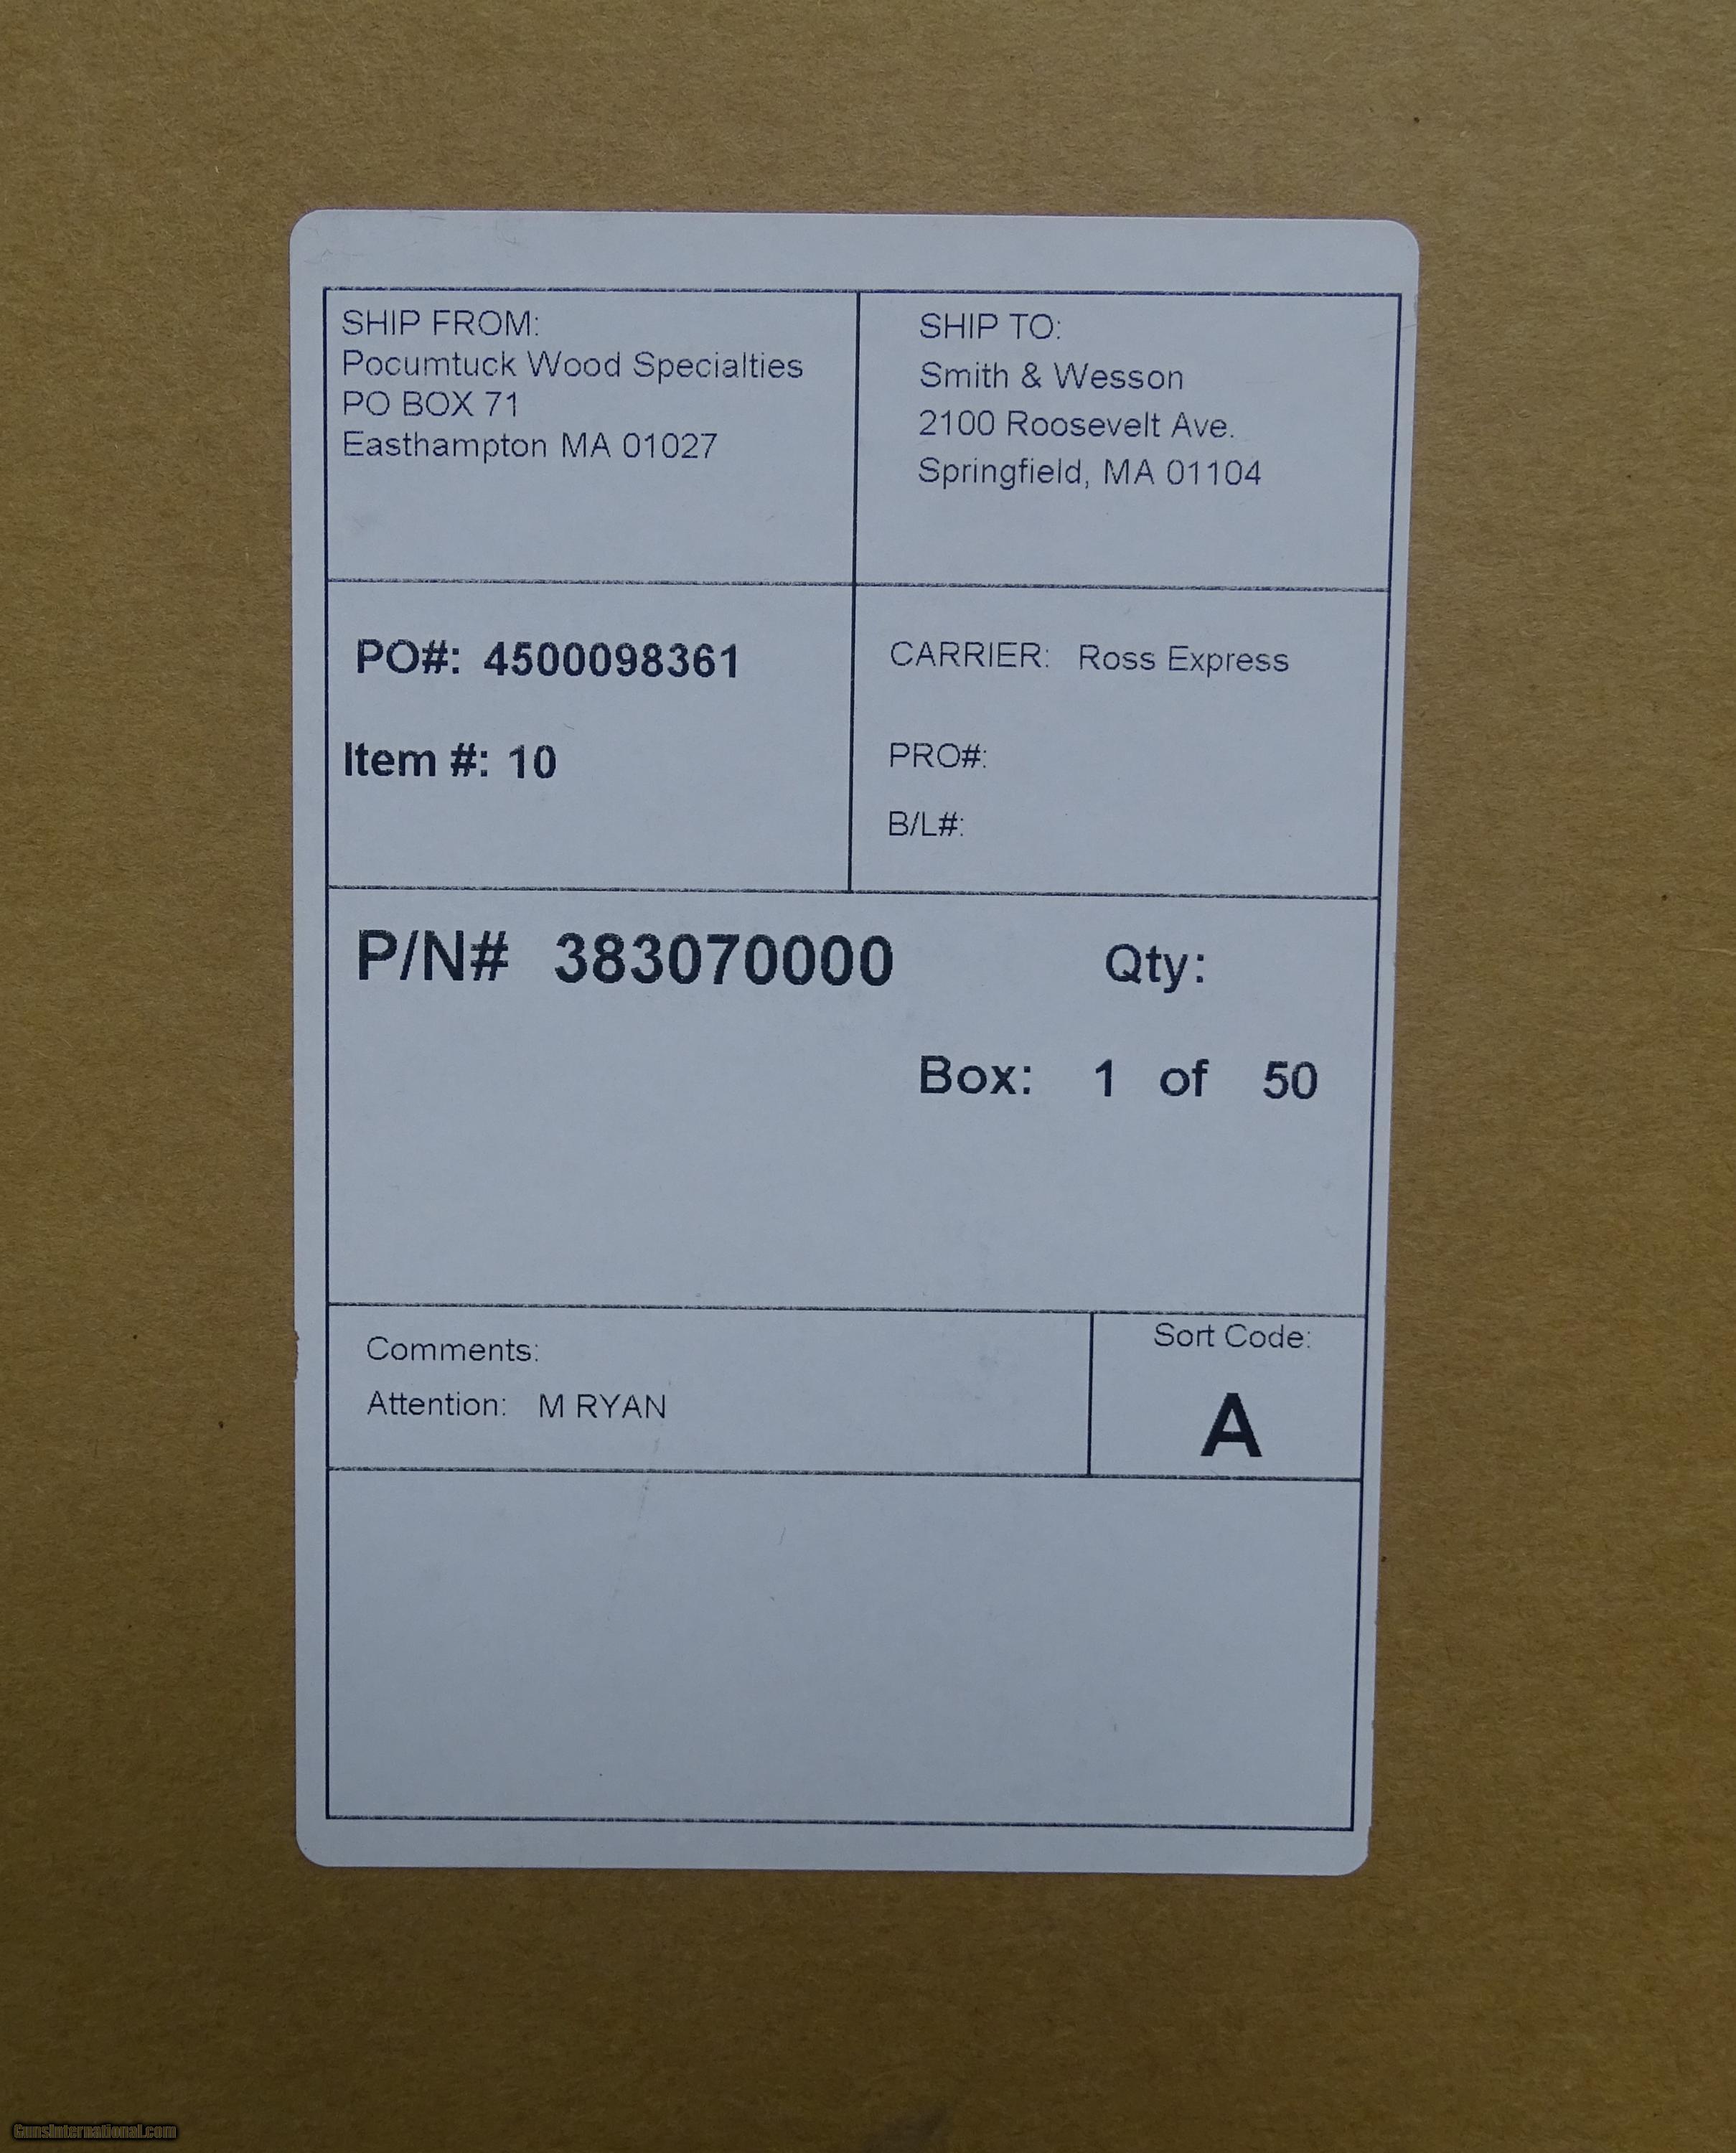 SHIP FROM:
Pocumtuck Wood Specialties
PO BOX 71
Easthampton MA 01027
SHIP TO:
Smith & Wesson
2100 Roosevelt Ave.
Springfield, MA 01104
PO#: 4500098361
Item #: 10
CARRIER: Ross Express
PRO#:
B/L#:
P/N# 383070000 Qty:
Box: 1 of 50
Comments:
Attention: M RYAN
Sort Code:
A
GunsInternational.com